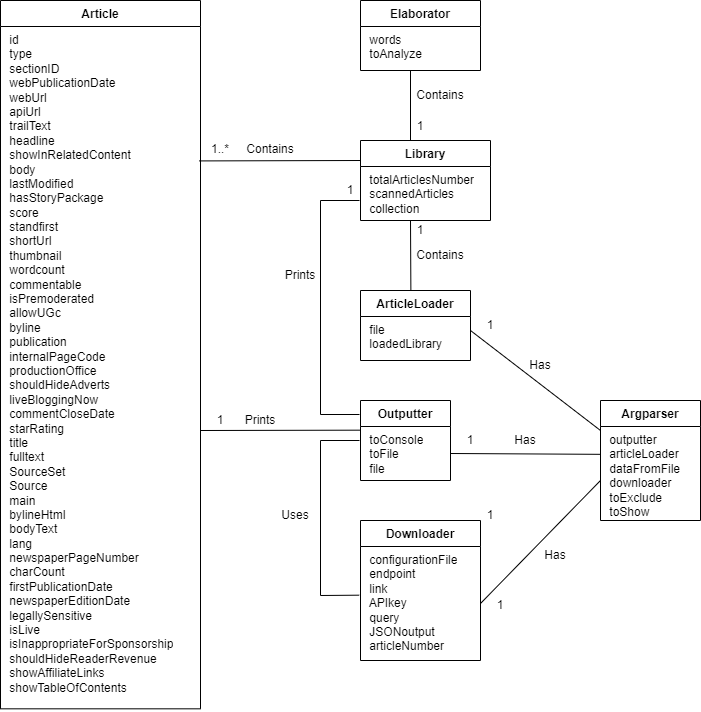 Article
id
type
sectionID
webPublicationDate
webUrl
apiUrl
trailText
headline
showInRelatedContent
body
lastModified
hasStoryPackage
score
standfirst
shortUrl
thumbnail
wordcount
commentable
isPremoderated
allowUGc
byline
publication
internalPageCode
productionOffice
shouldHideAdverts
liveBloggingNow
commentCloseDate
starRating
title
fulltext
SourceSet
Source
main
bylineHtml
bodyText
lang
newspaperPageNumber
charCount
firstPublicationDate
newspaperEditionDate
legallySensitive
isLive
isInappropriateForSponsorship
shouldHideReaderRevenue
showAffiliateLinks
showTableOfContents
Elaborator
words
toAnalyze
Contains
1
1..* Contains
Library
totalArticlesNumber
scannedArticles
collection
1
1
Contains
Prints
ArticleLoader
file
loadedLibrary
1
Has
1 Prints
Outputter
toConsole
toFile
file
1 Has
Argparser
outputter
articleLoader
dataFromFile
downloader
toExclude
toShow
Uses
Downloader
configurationFile
endpoint
link
APIkey
query
JSONoutput
articleNumber
1
Has
1